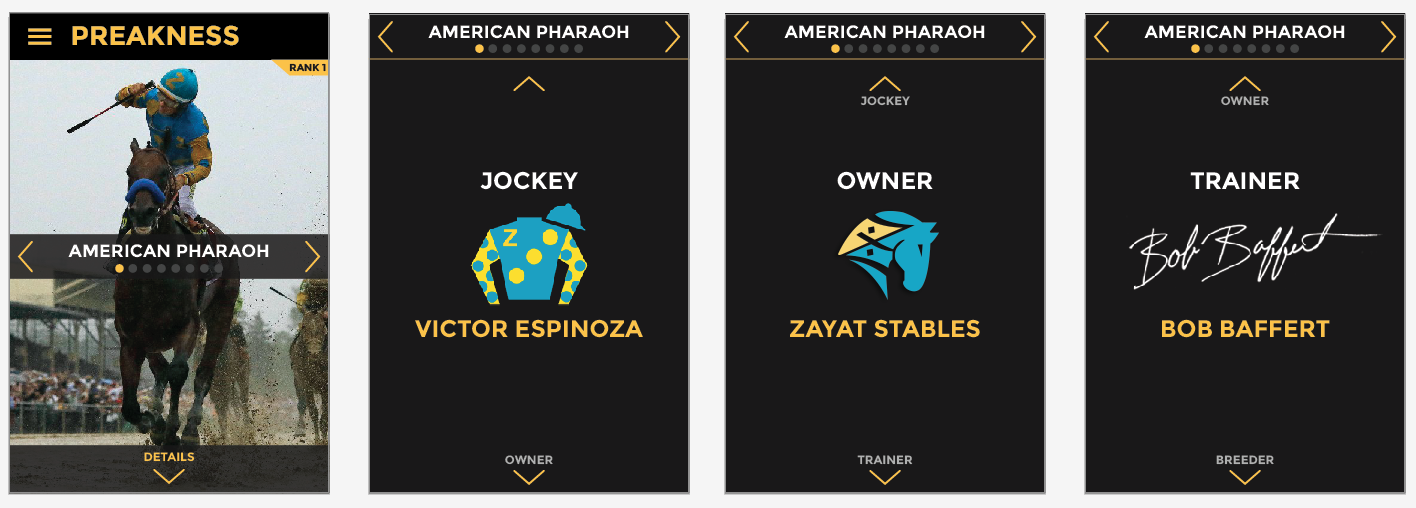 PREAKNESS
RANK 1
AMERICAN PHARAOH
DETAILS
AMERICAN PHARAOH
JOCKEY
Z
VICTOR ESPINOZA
OWNER
AMERICAN PHARAOH
JOCKEY
OWNER
ZAYAT STABLES
TRAINER
AMERICAN PHARAOH
OWNER
TRAINER
Bob Baffert
BOB BAFFERT
BREEDER